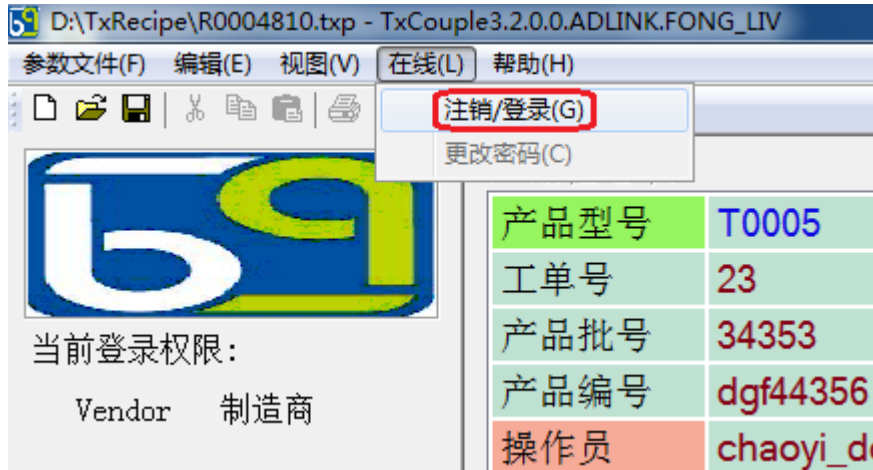 D:\TxRecipe\R0004810.txp - TxCouple3.2.0.0.ADLINK.FONG_LIV
参数文件(F) 编辑(E) 视图(V) 在线(L) 帮助(H)
注销/登录(G)
更改密码(C)
产品型号 T0005
工单号 23
产品批号 34353
产品编号 dgf44356
操作员
当前登录权限:
Vendor 制造商